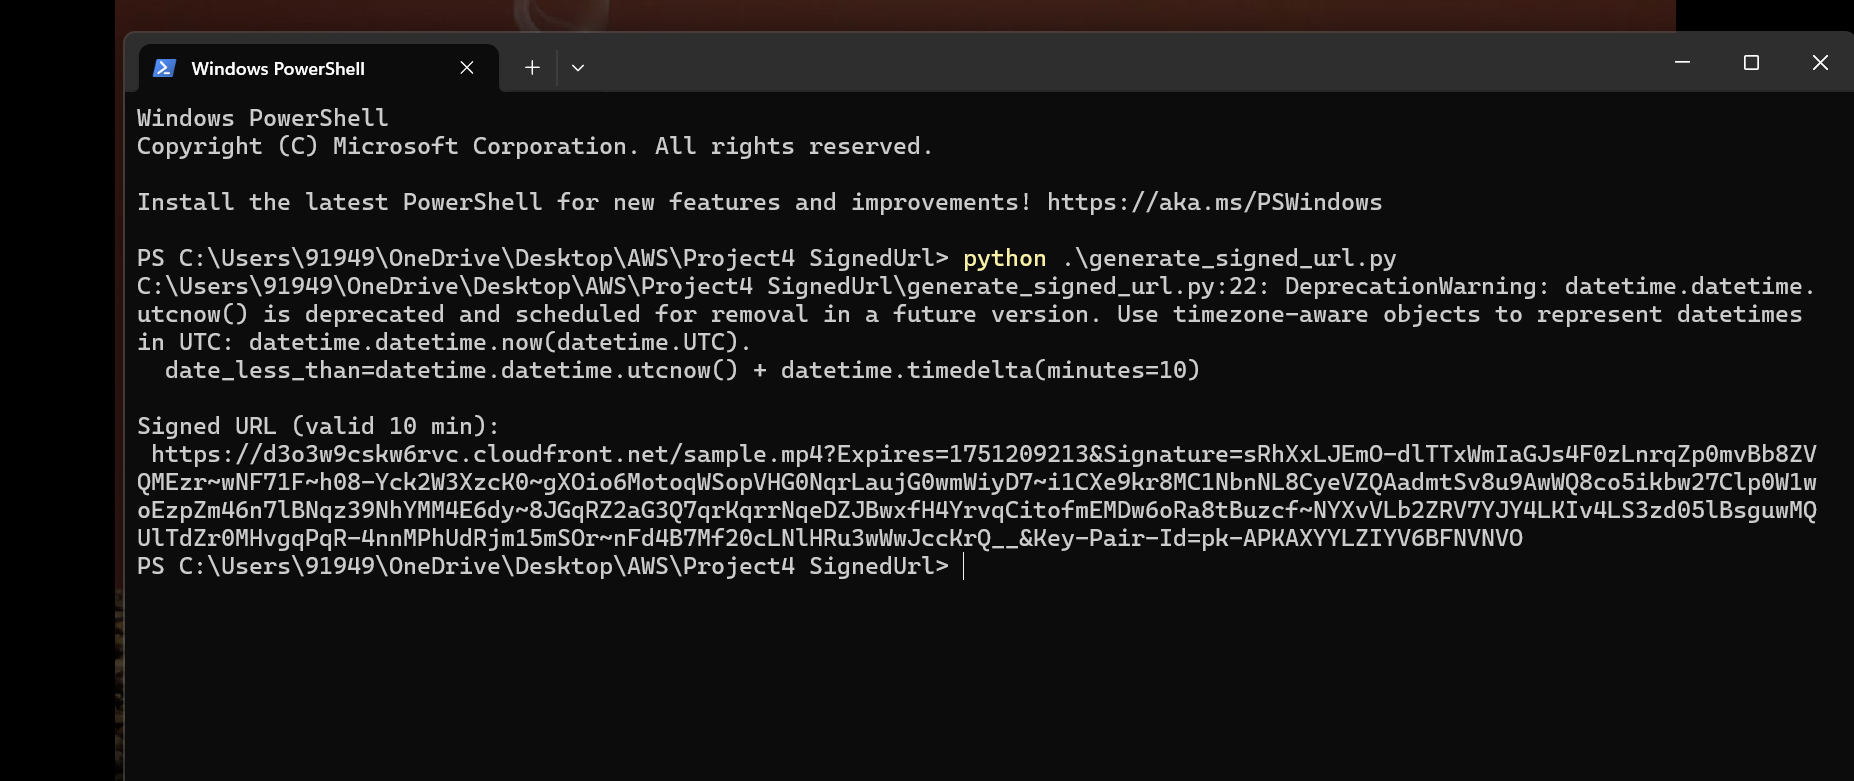 Windows PowerShell
Windows PowerShell
Copyright (C) Microsoft Corporation. All rights reserved.
Install the latest PowerShell for new features and improvements! https://aka.ms/PSWindows
PS C:\Users\91949\OneDrive\Desktop\AWS\Project4 SignedUrl> python .\generate_signed_url.py
C:\Users\91949\OneDrive\Desktop\AWS\Project4 SignedUrl\generate_signed_url.py:22: DeprecationWarning: datetime.datetime.
utcnow() is deprecated and scheduled for removal in a future version. Use timezone-aware objects to represent datetimes
in UTC: datetime.datetime.now(datetime.UTC).
  date_less_than=datetime.datetime.utcnow() + datetime.timedelta(minutes=10)
Signed URL (valid 10 min):
 https://d3o3w9cskw6rvc.cloudfront.net/sample.mp4?Expires=1751209213&Signature=sRhXxLJEmO-dlTTxWmIaGJs4F0zLnrqZp0mvBb8ZV
QMEzr~wNF71F~h08-Yck2W3XzcK0~gXOio6MotoqWSopVHG0NqrLaujG0wmWiyD7~i1CXe9kr8MC1NbnNL8CyeVZQAadmtSv8u9AwWQ8co5ikbw27Clp0W1w
oEzpZm46n7lBNqz39NhYMM4E6dy~8JGqRZ2aG3Q7qrKqrrNqeDZJBwxfH4YrvqCitofmEMDw6oRa8tBuzcf~NYXvVLb2ZRV7YJY4LKIv4LS3zd05lBsguwMQ
UlTdZr0MHvgqPqR-4nnMPhUdRjm15mSOr~nFd4B7Mf20cLNlHRu3wWwJccKrQ__&Key-Pair-Id=pk-APKAXYYLZIYV6BFNVNVO
PS C:\Users\91949\OneDrive\Desktop\AWS\Project4 SignedUrl>